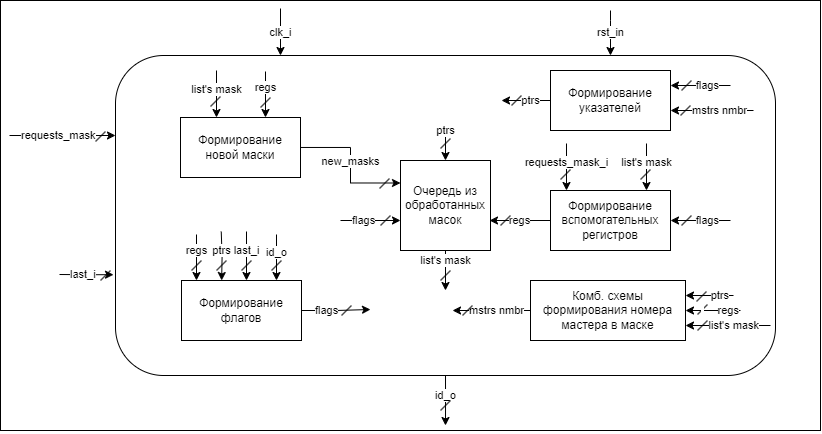 clk_i
rst_in
list's mask
regs
Формирование
указателей
flags
ptrs
mstrs nmbr
requests_mask
Формирование
новой маски
ptrs
new_masks
requests_mask_i
list's mask
Очередь из
обработанных
масок
Формирование
вспомогательных
регистров
flags
regs
flags
regs
ptrs
last_i
id_o
list's mask
last_i
Формирование
флагов
flags
mstrs nmbr
Комб. схемы
формирования номера
мастера в маске
ptrs
regs
list's mask
id_o